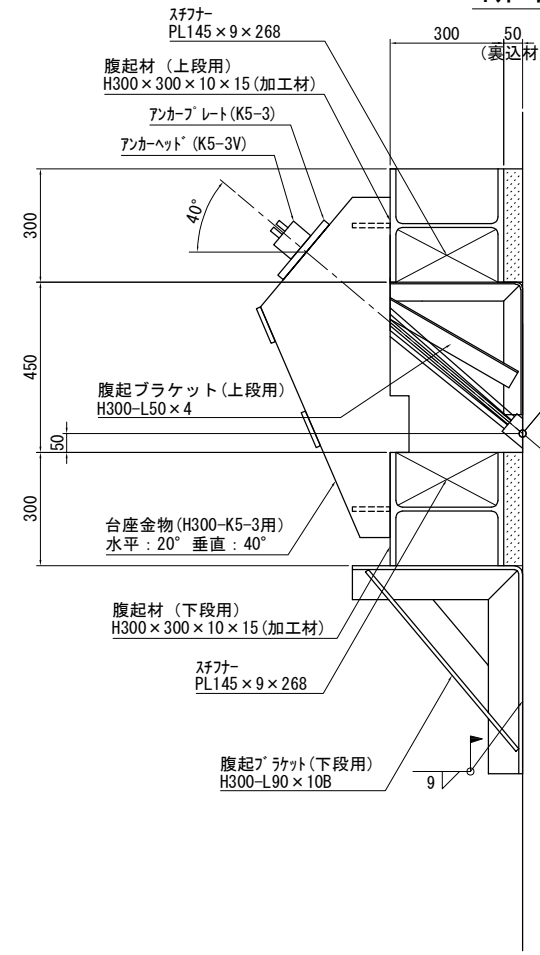 スチフナー
PL145×9×268
300
50
(裏込材
腹起材（上段用）
H300×300×10×15(加工材)
アンカープレート(K5-3)
アンカーヘッド(K5-3V)
40°
300
450
腹起ブラケット(上段用)
H300-L50×4
50
300
台座金物(H300-K5-3用)
水平：20° 垂直：40°
腹起材（下段用）
H300×300×10×15(加工材)
スチフナー
PL145×9×268
腹起ブラケット(下段用)
H300-L90×10B
9